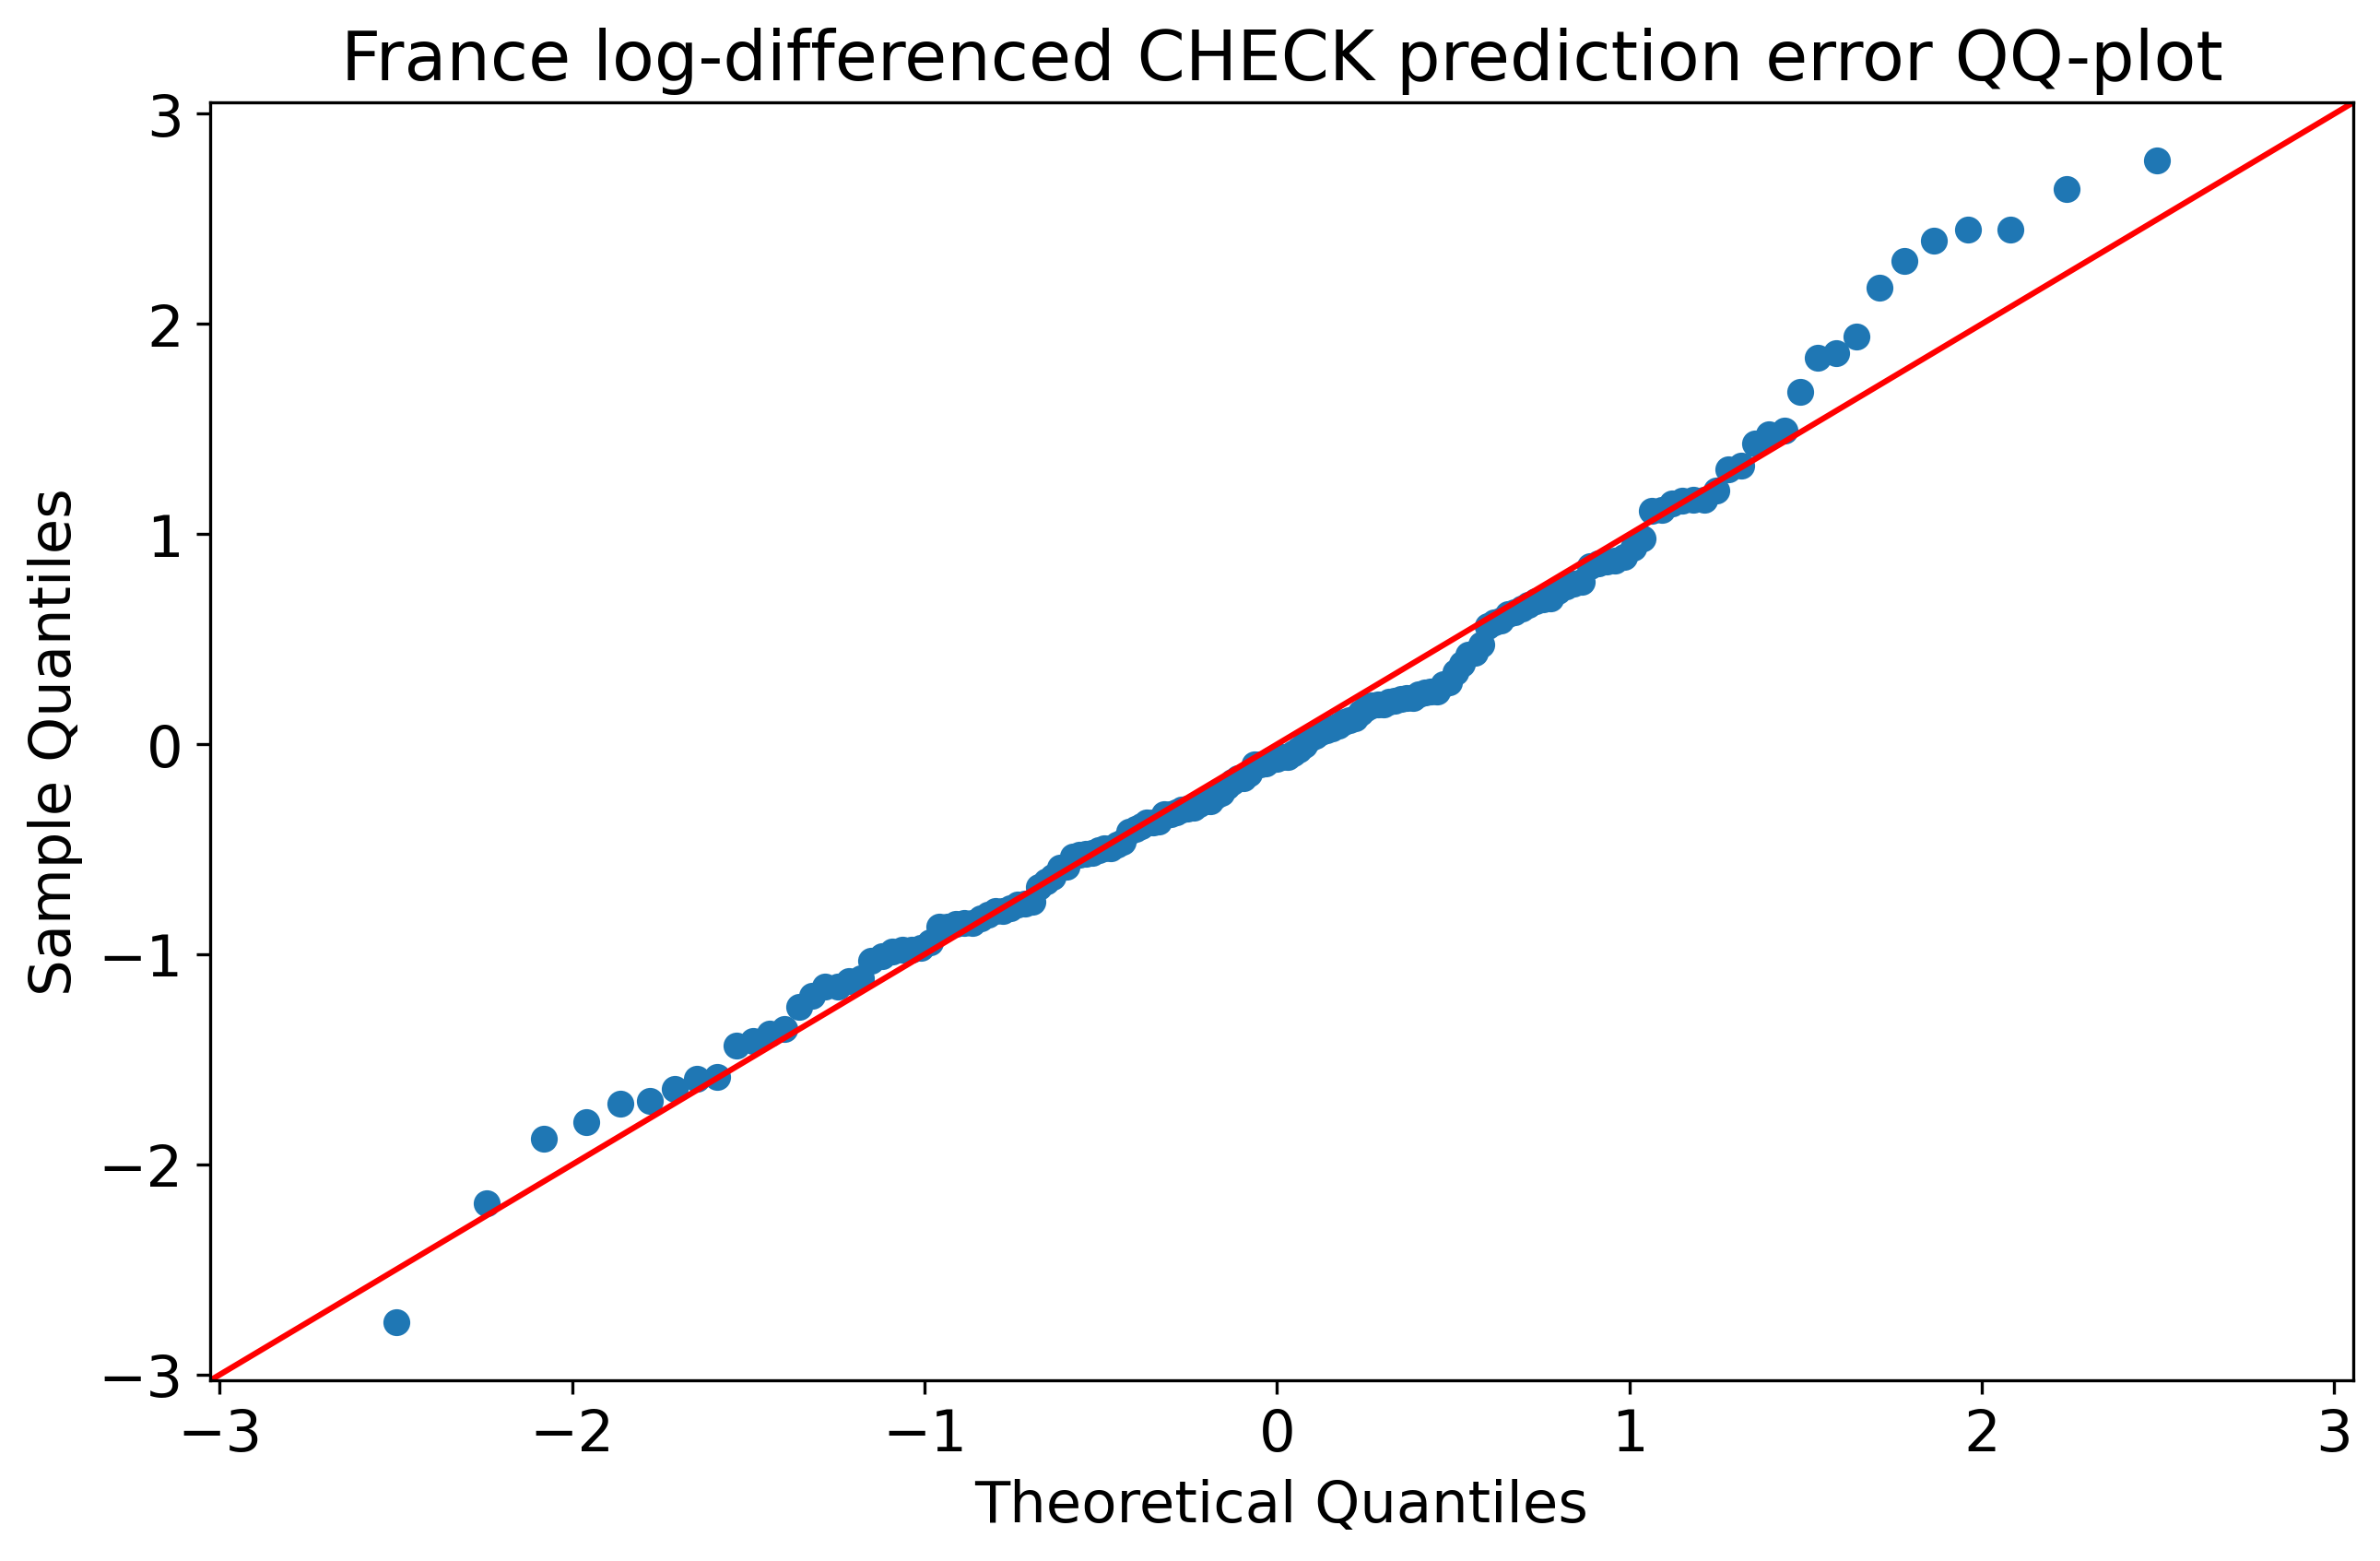 France log-differenced CHECK prediction error QQ-plot
3
2
1
0
−1
−2
−3
Sample Quantiles
−3 −2 −1 0 1 2 3
Theoretical Quantiles